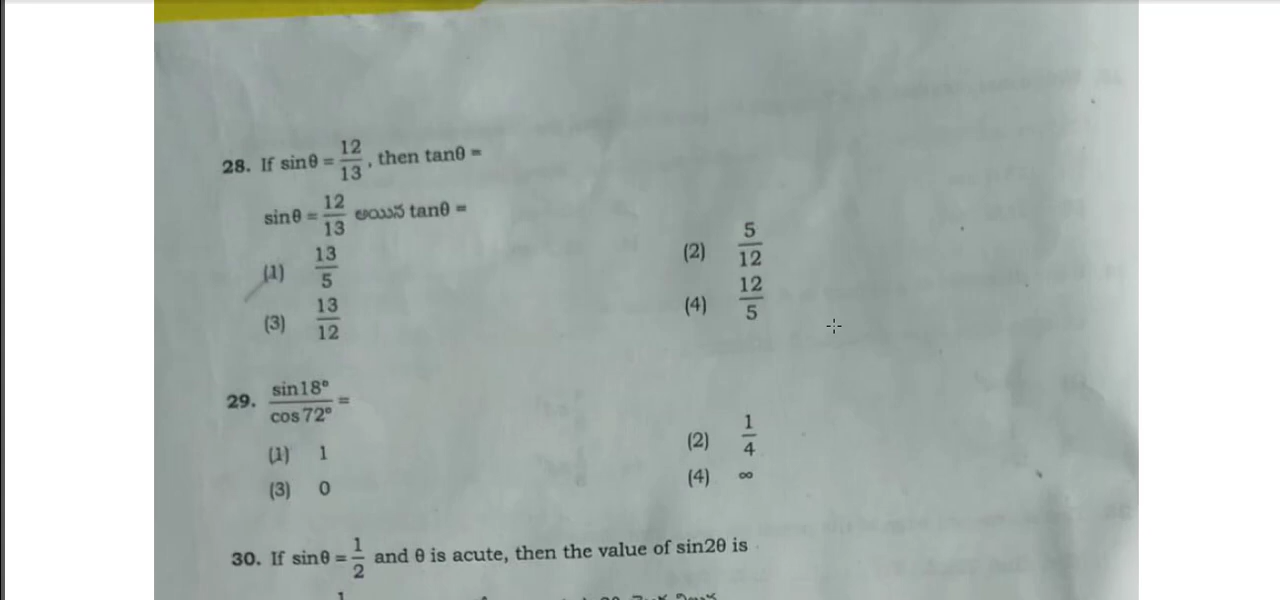 28. If sinθ = 12/13, then tanθ =
sinθ = 12/13 అయిన tanθ =
(1) 13/5 (2) 5/12
(3) 13/12 (4) 12/5
29. sin18°/cos72° =
(1) 1 (2) 1/4
(3) 0 (4) ∞
30. If sinθ = 1/2 and θ is acute, then the value of sin2θ is